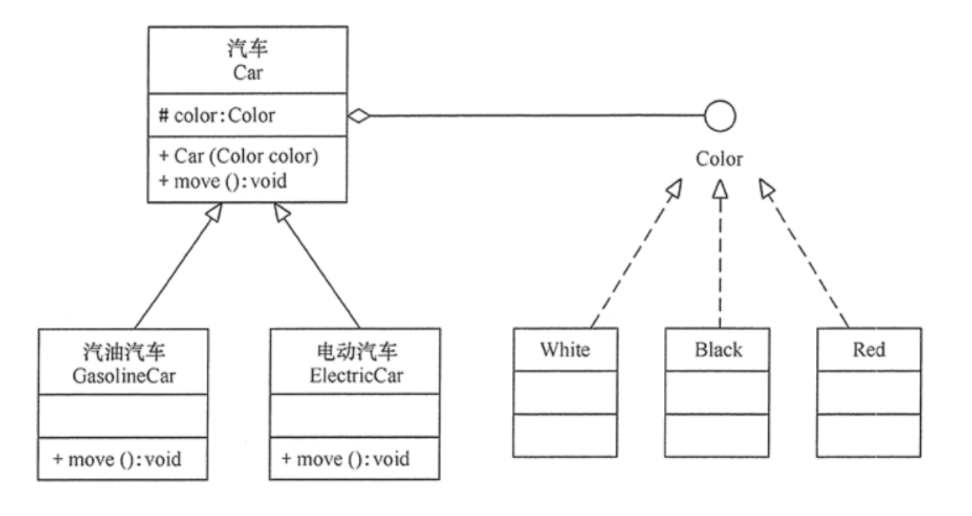 汽车
Car
# color:Color
+ Car (Color color)
+ move ():void
Color
汽油汽车
GasolineCar
+ move ():void
电动汽车
ElectricCar
+ move ():void
White
Black
Red